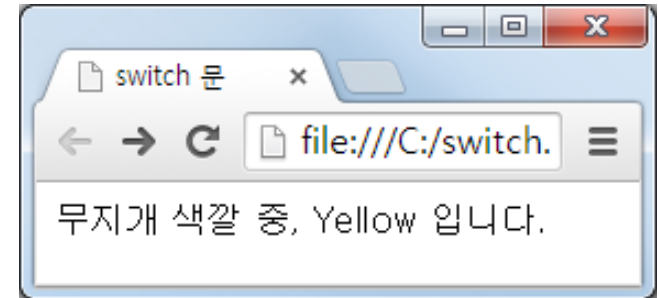 switch 문
file:///C:/switch.
무지개 색깔 중, Yellow 입니다.